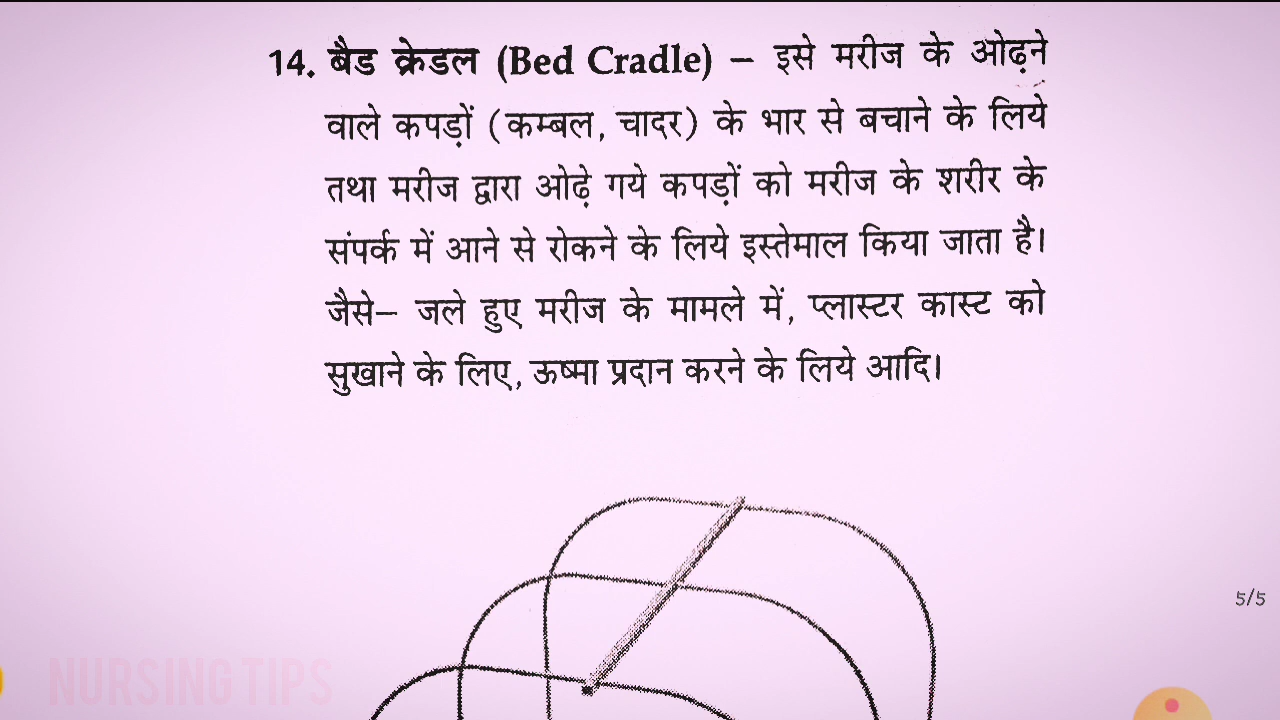 14. बैड क्रेडल (Bed Cradle) – इसे मरीज के ओढ़ने
वाले कपड़ों (कम्बल, चादर) के भार से बचाने के लिये
तथा मरीज द्वारा ओढ़े गये कपड़ों को मरीज के शरीर के
संपर्क में आने से रोकने के लिये इस्तेमाल किया जाता है।
जैसे– जले हुए मरीज के मामले में, प्लास्टर कास्ट को
सुखाने के लिए, ऊष्मा प्रदान करने के लिये आदि।
5/5
NURSING TIPS